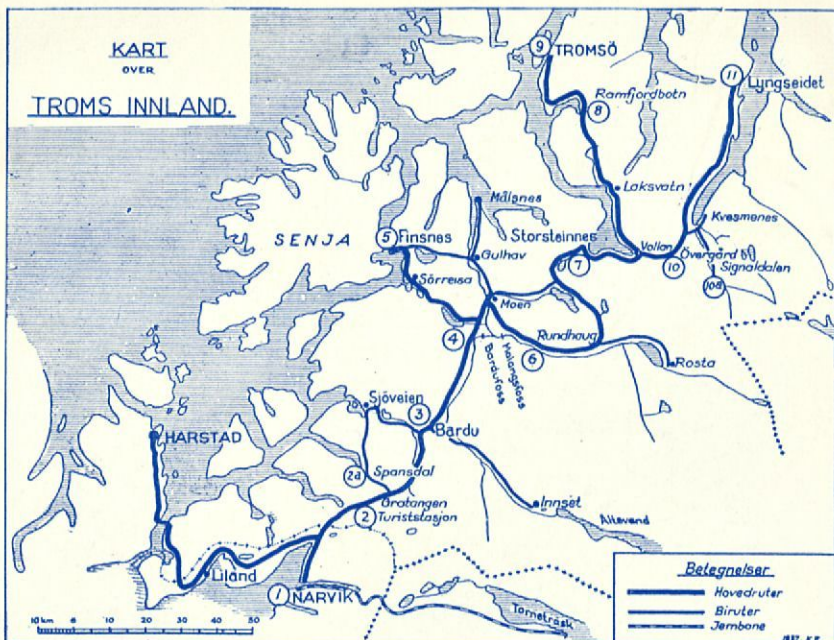 KART
OVER
TROMS INNLAND.
9 TROMSÖ
11
Lyngseidet
Ramfjordbotn
8
Laksvatn
Målsnes
Kvesmenes
SENJA
5 Finsnes
Storsteinnes
Gulhav
7
Vollan
Övergård
10
Signaldalen
10a
Sörreisa
Moen
4
Rundhaug
6
Bardufoss
Malangsfoss
Rosta
Sjöveien
3
Bardu
HARSTAD
2a
Spansdal
Gratangen
2 Turiststasjon
Innset
Altevand
Liland
1 NARVIK
Torneträsk
10 km 5 0 10 20 30 40 50
Betegnelser
Hovedruter
Biruter
Jernbane